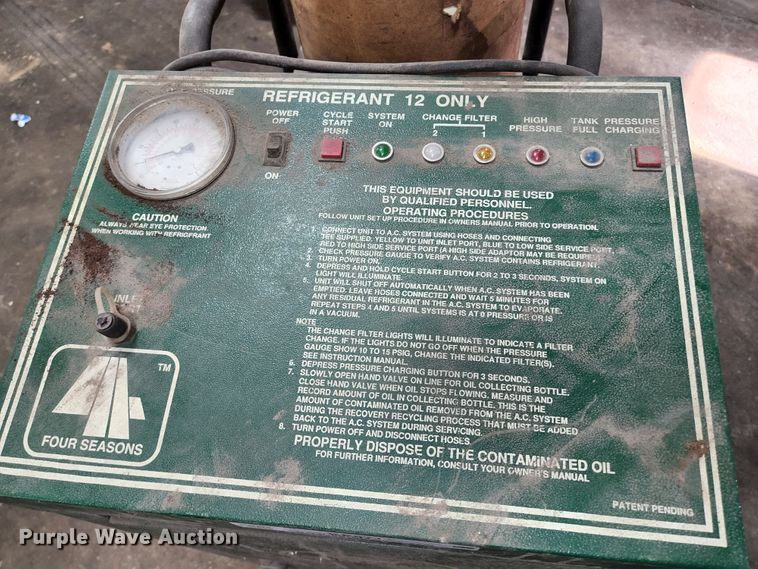 PRESSURE
REFRIGERANT 12 ONLY
POWER
OFF
ON
CYCLE
START
PUSH
SYSTEM
ON
CHANGE FILTER
2 1
HIGH
PRESSURE
TANK
FULL
PRESSURE
CHARGING
CAUTION
ALWAYS WEAR EYE PROTECTION
WHEN WORKING WITH REFRIGERANT
THIS EQUIPMENT SHOULD BE USED
BY QUALIFIED PERSONNEL.
OPERATING PROCEDURES
FOLLOW UNIT SET UP PROCEDURE IN OWNERS MANUAL PRIOR TO OPERATION.
1. CONNECT UNIT TO A.C. SYSTEM USING HOSES AND CONNECTING
TEE SUPPLIED. YELLOW TO UNIT INLET PORT, BLUE TO LOW SIDE SERVICE PORT,
RED TO HIGH SIDE SERVICE PORT (A HIGH SIDE ADAPTOR MAY BE REQUIRED).
2. CHECK PRESSURE GAUGE TO VERIFY A.C. SYSTEM CONTAINS REFRIGERANT.
3. TURN POWER ON.
4. DEPRESS AND HOLD CYCLE START BUTTON FOR 2 TO 3 SECONDS, SYSTEM ON
LIGHT WILL ILLUMINATE.
5. UNIT WILL SHUT OFF AUTOMATICALLY WHEN A.C. SYSTEM HAS BEEN
EMPTIED. LEAVE HOSES CONNECTED AND WAIT 5 MINUTES FOR
ANY RESIDUAL REFRIGERANT IN THE A.C. SYSTEM TO EVAPORATE.
REPEAT STEPS 4 AND 5 UNTIL SYSTEMS IS AT 0 PRESSURE OR IS
IN A VACUUM.
NOTE
THE CHANGE FILTER LIGHTS WILL ILLUMINATE TO INDICATE A FILTER
CHANGE. IF THE LIGHTS DO NOT GO OFF WHEN THE PRESSURE
GAUGE SHOW 10 TO 15 PSIG, CHANGE THE INDICATED FILTER(S).
SEE INSTRUCTION MANUAL.
6. DEPRESS PRESSURE CHARGING BUTTON FOR 3 SECONDS.
7. SLOWLY OPEN HAND VALVE ON LINE FOR OIL COLLECTING BOTTLE.
CLOSE HAND VALVE WHEN OIL STOPS FLOWING, MEASURE AND
RECORD AMOUNT OF OIL IN COLLECTING BOTTLE. THIS IS THE
AMOUNT OF CONTAMINATED OIL REMOVED FROM THE A.C. SYSTEM
DURING THE RECOVERY RECYCLING PROCESS THAT MUST BE ADDED
BACK TO THE A.C. SYSTEM DURING SERVICING.
8. TURN POWER OFF AND DISCONNECT HOSES.
PROPERLY DISPOSE OF THE CONTAMINATED OIL
FOR FURTHER INFORMATION, CONSULT YOUR OWNER'S MANUAL
TM
FOUR SEASONS
PATENT PENDING
Purple Wave Auction